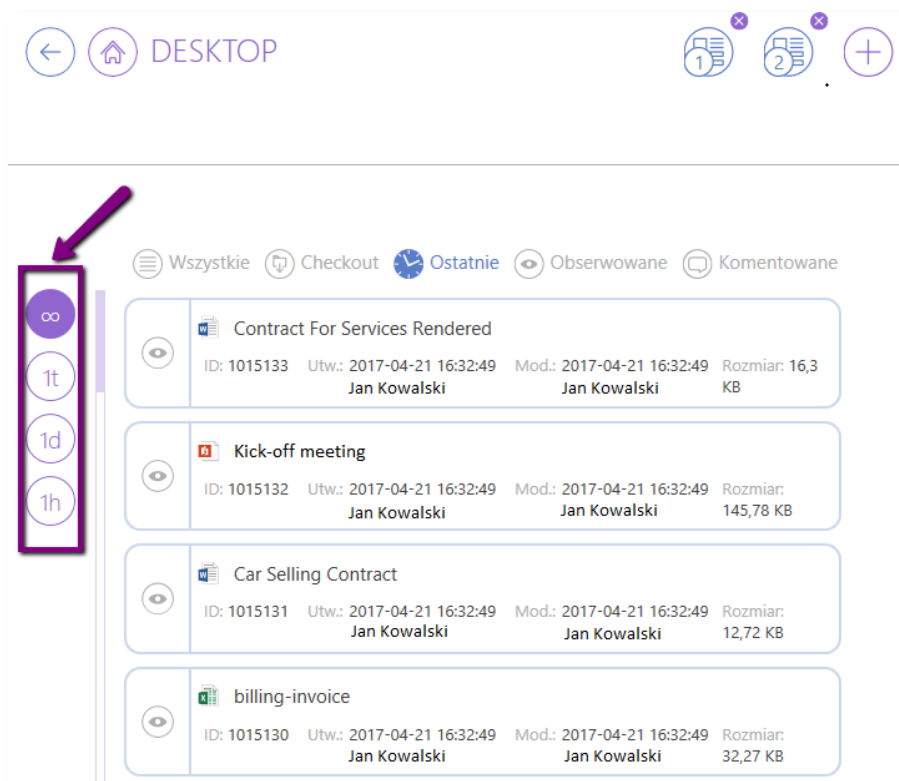 DESKTOP
1
2
Wszystkie Checkout Ostatnie Obserwowane Komentowane
∞
1t
1d
1h
Contract For Services Rendered
ID: 1015133 Utw.: 2017-04-21 16:32:49 Mod.: 2017-04-21 16:32:49 Rozmiar: 16,3
Jan Kowalski Jan Kowalski KB
Kick-off meeting
ID: 1015132 Utw.: 2017-04-21 16:32:49 Mod.: 2017-04-21 16:32:49 Rozmiar:
Jan Kowalski Jan Kowalski 145,78 KB
Car Selling Contract
ID: 1015131 Utw.: 2017-04-21 16:32:49 Mod.: 2017-04-21 16:32:49 Rozmiar:
Jan Kowalski Jan Kowalski 12,72 KB
billing-invoice
ID: 1015130 Utw.: 2017-04-21 16:32:49 Mod.: 2017-04-21 16:32:49 Rozmiar:
Jan Kowalski Jan Kowalski 32,27 KB